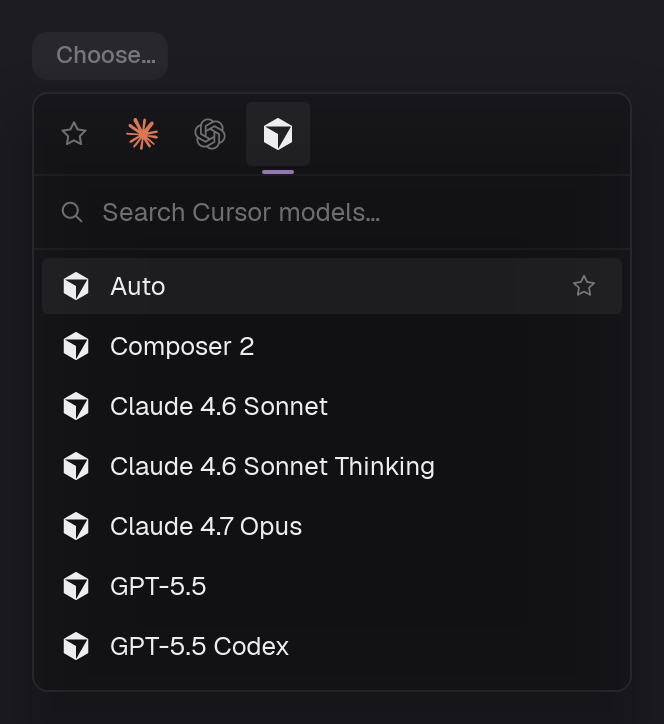 Choose...
Search Cursor models...
Auto
Composer 2
Claude 4.6 Sonnet
Claude 4.6 Sonnet Thinking
Claude 4.7 Opus
GPT-5.5
GPT-5.5 Codex